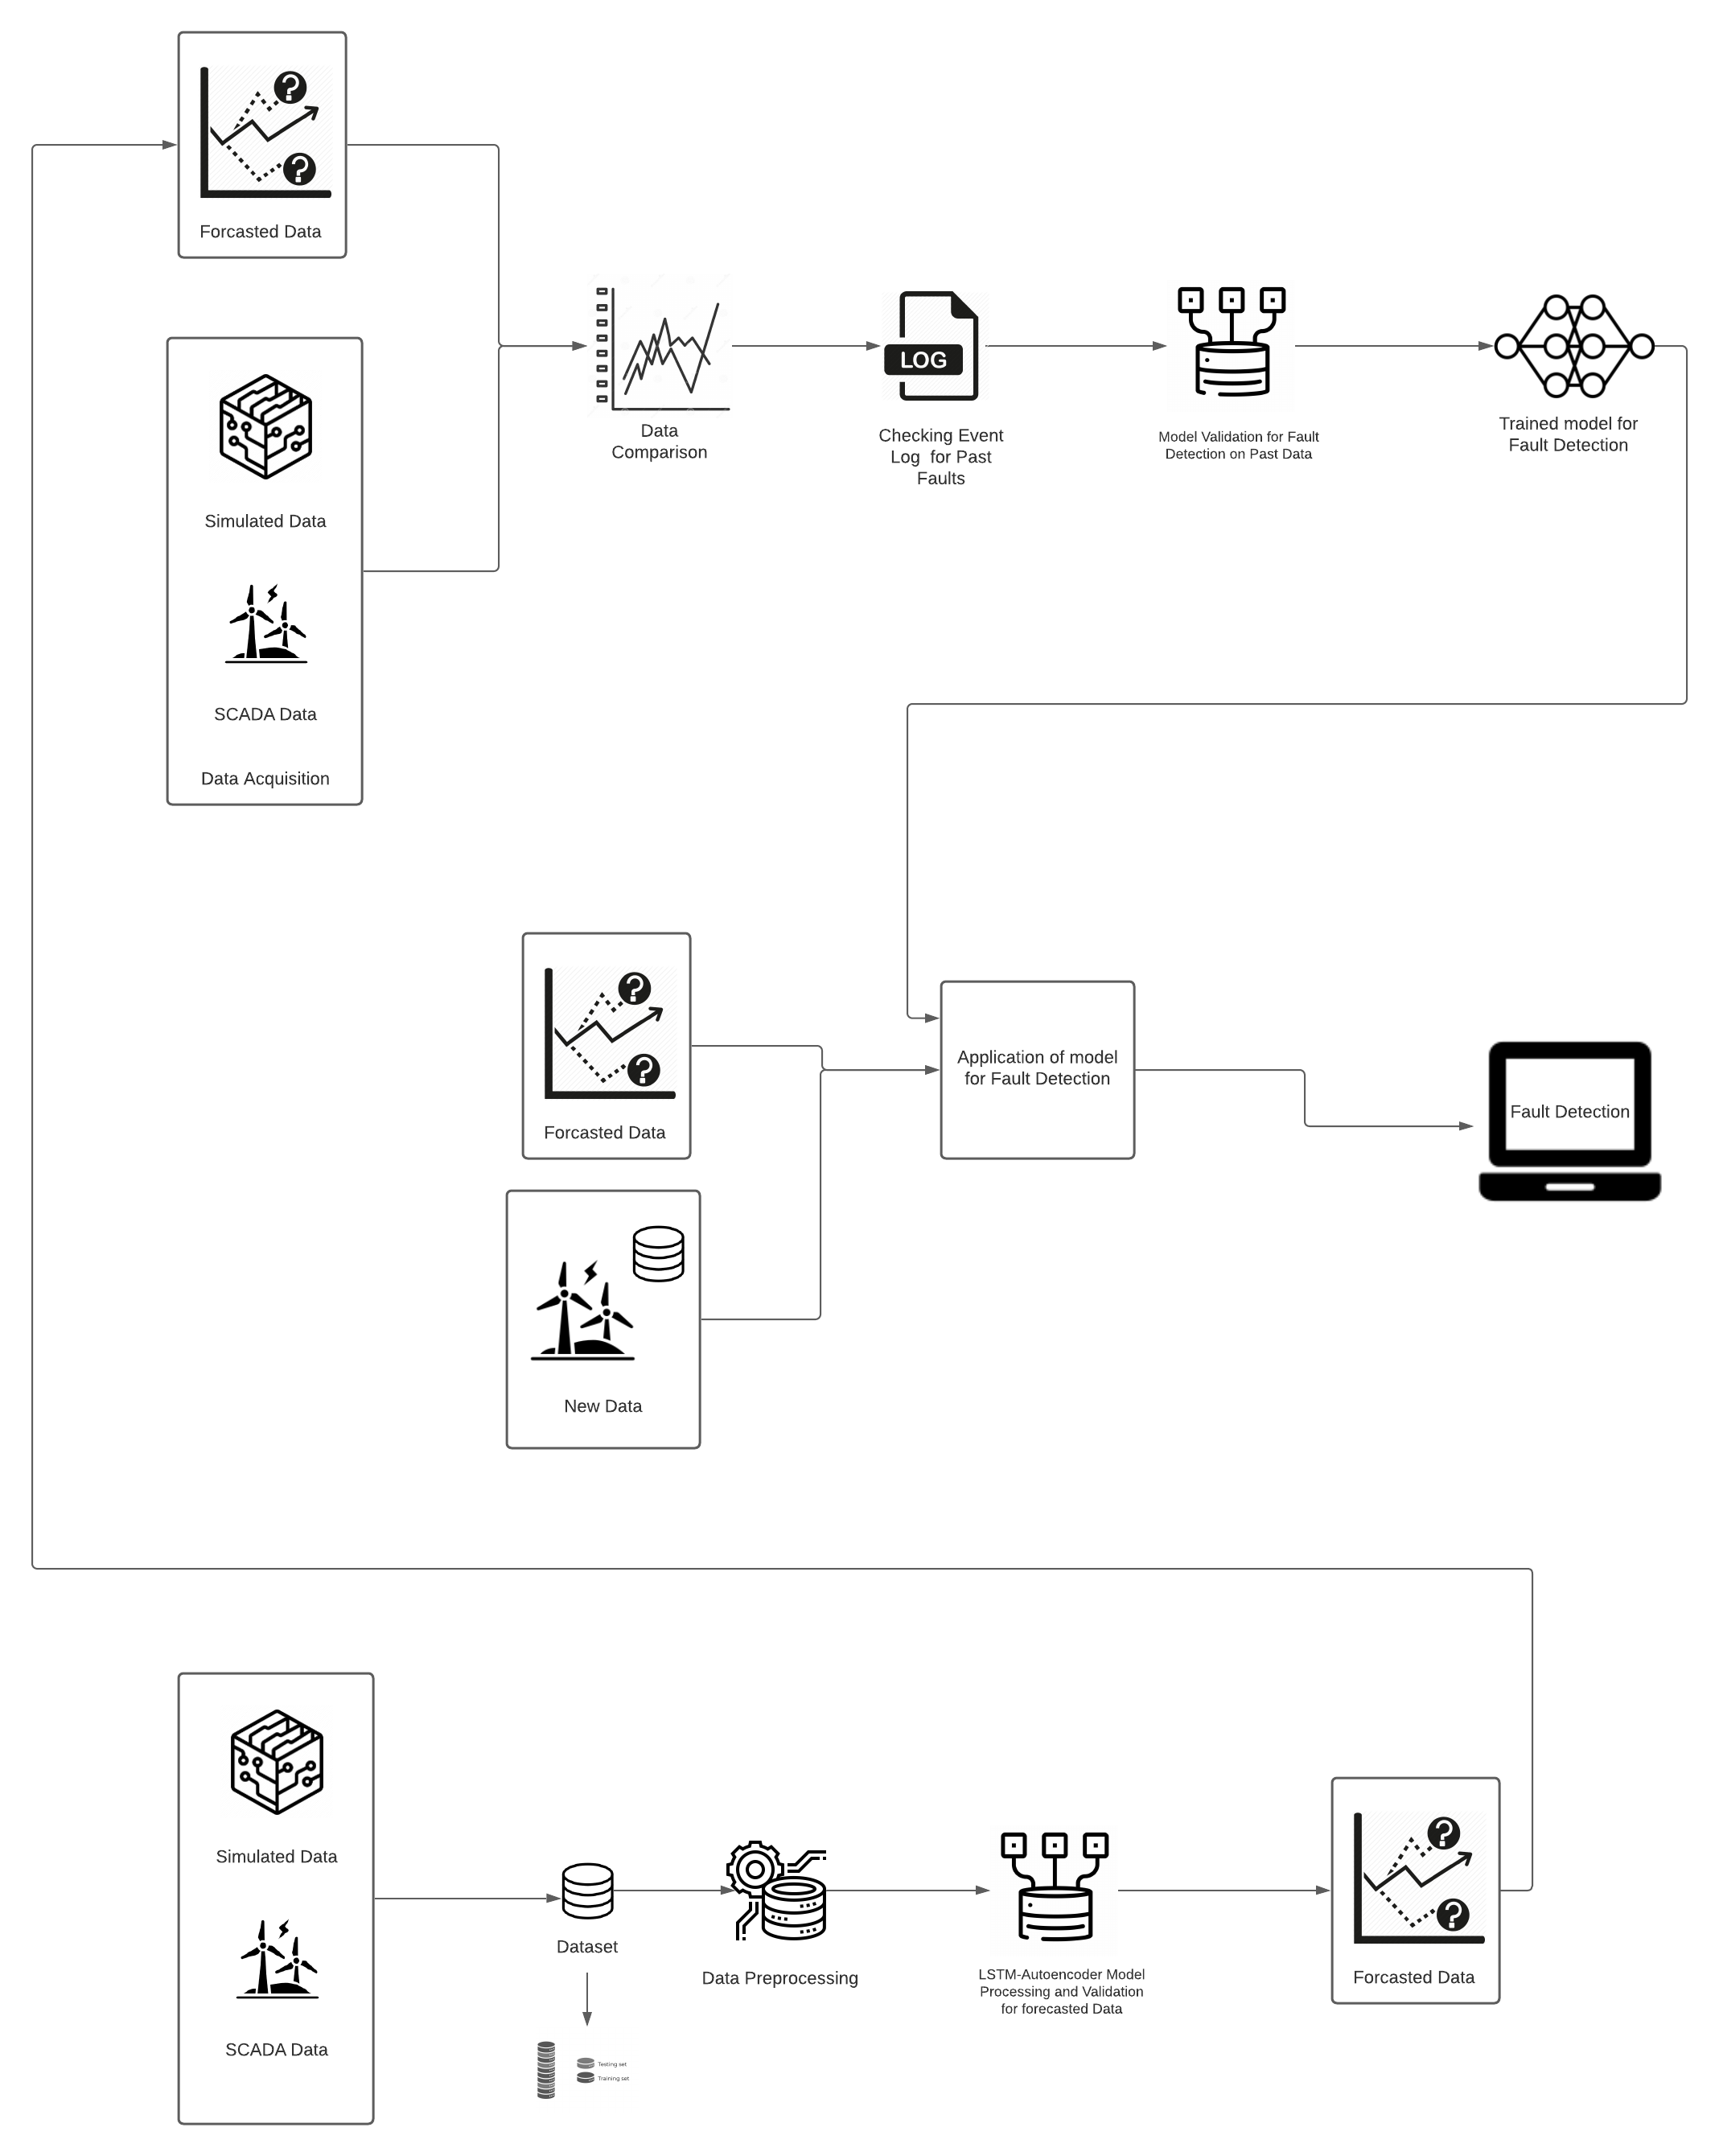 Forcasted Data
Simulated Data
SCADA Data
Data Acquisition
Data
Comparison
LOG
Checking Event
Log for Past
Faults
Model Validation for Fault
Detection on Past Data
Trained model for
Fault Detection
Forcasted Data
New Data
Application of model
for Fault Detection
Fault Detection
Simulated Data
SCADA Data
Dataset
Testing set
Training set
Data Preprocessing
LSTM-Autoencoder Model
Processing and Validation
for forecasted Data
Forcasted Data